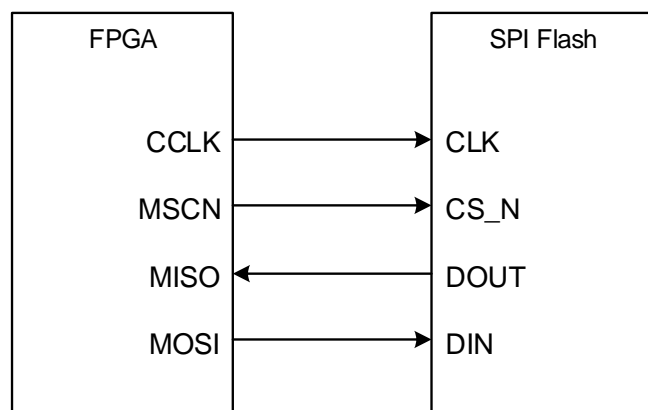 FPGA
SPI Flash
CCLK
CLK
MSCN
CS_N
MISO
DOUT
MOSI
DIN